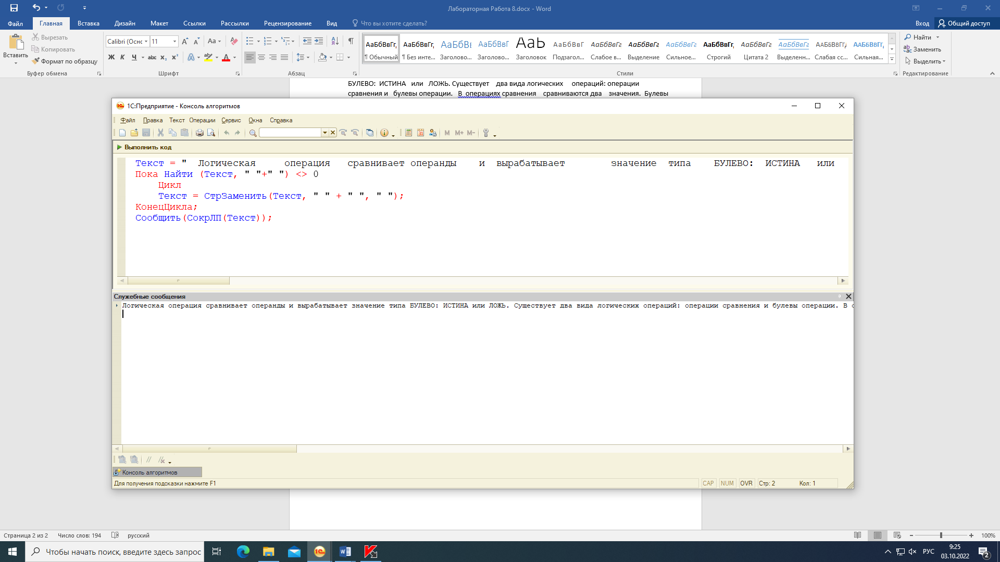 Лабораторная Работа 8.docx - Word
Файл Главная Вставка Дизайн Макет Ссылки Рассылки Рецензирование Вид Что вы хотите сделать? Вход Общий доступ
Вставить
Вырезать
Копировать
Формат по образцу
Буфер обмена
Calibri (Осно 11
Ж К Ч abc x₂ x²
Шрифт
Абзац
АаБбВвГг, АаБбВвГг, АаБбВв АаБбВвГ АаЬ АаБбВвГ АаБбВвГг АаБбВвГг АаБбВвГг АаБбВвГг, АаБбВвГг АаБбВвГг ААББВВГГ, ААББВВГГ,
¶ Обычный ¶ Без инте... Заголово... Заголово... Заголовок Подзагол... Слабое в... Выделение Сильное... Строгий Цитата 2 Выделенн... Слабая сс... Сильная...
Стили
Найти
Заменить
Выделить
Редактирование
БУЛЕВО: ИСТИНА или ЛОЖЬ. Существует два вида логических операций: операции
сравнения и булевы операции. В операциях сравнения сравниваются два значения. Булевы
1С:Предприятие - Консоль алгоритмов
Файл Правка Текст Операции Сервис Окна Справка
M M+ M-
Выполнить код
Текст = " Логическая операция сравнивает операнды и вырабатывает значение типа БУЛЕВО: ИСТИНА или
Пока Найти (Текст, " "+" ") <> 0
Цикл
Текст = СтрЗаменить(Текст, " " + " ", " ");
КонецЦикла;
Сообщить(СокрЛП(Текст));
Служебные сообщения
Логическая операция сравнивает операнды и вырабатывает значение типа БУЛЕВО: ИСТИНА или ЛОЖЬ. Существует два вида логических операций: операции сравнения и булевы операции. В с
Консоль алгоритмов
Для получения подсказки нажмите F1 CAP NUM OVR Стр: 2 Кол: 1
Страница 2 из 2 Число слов: 194 русский 100%
Чтобы начать поиск, введите здесь запрос
РУС 9:25
03.10.2022
2